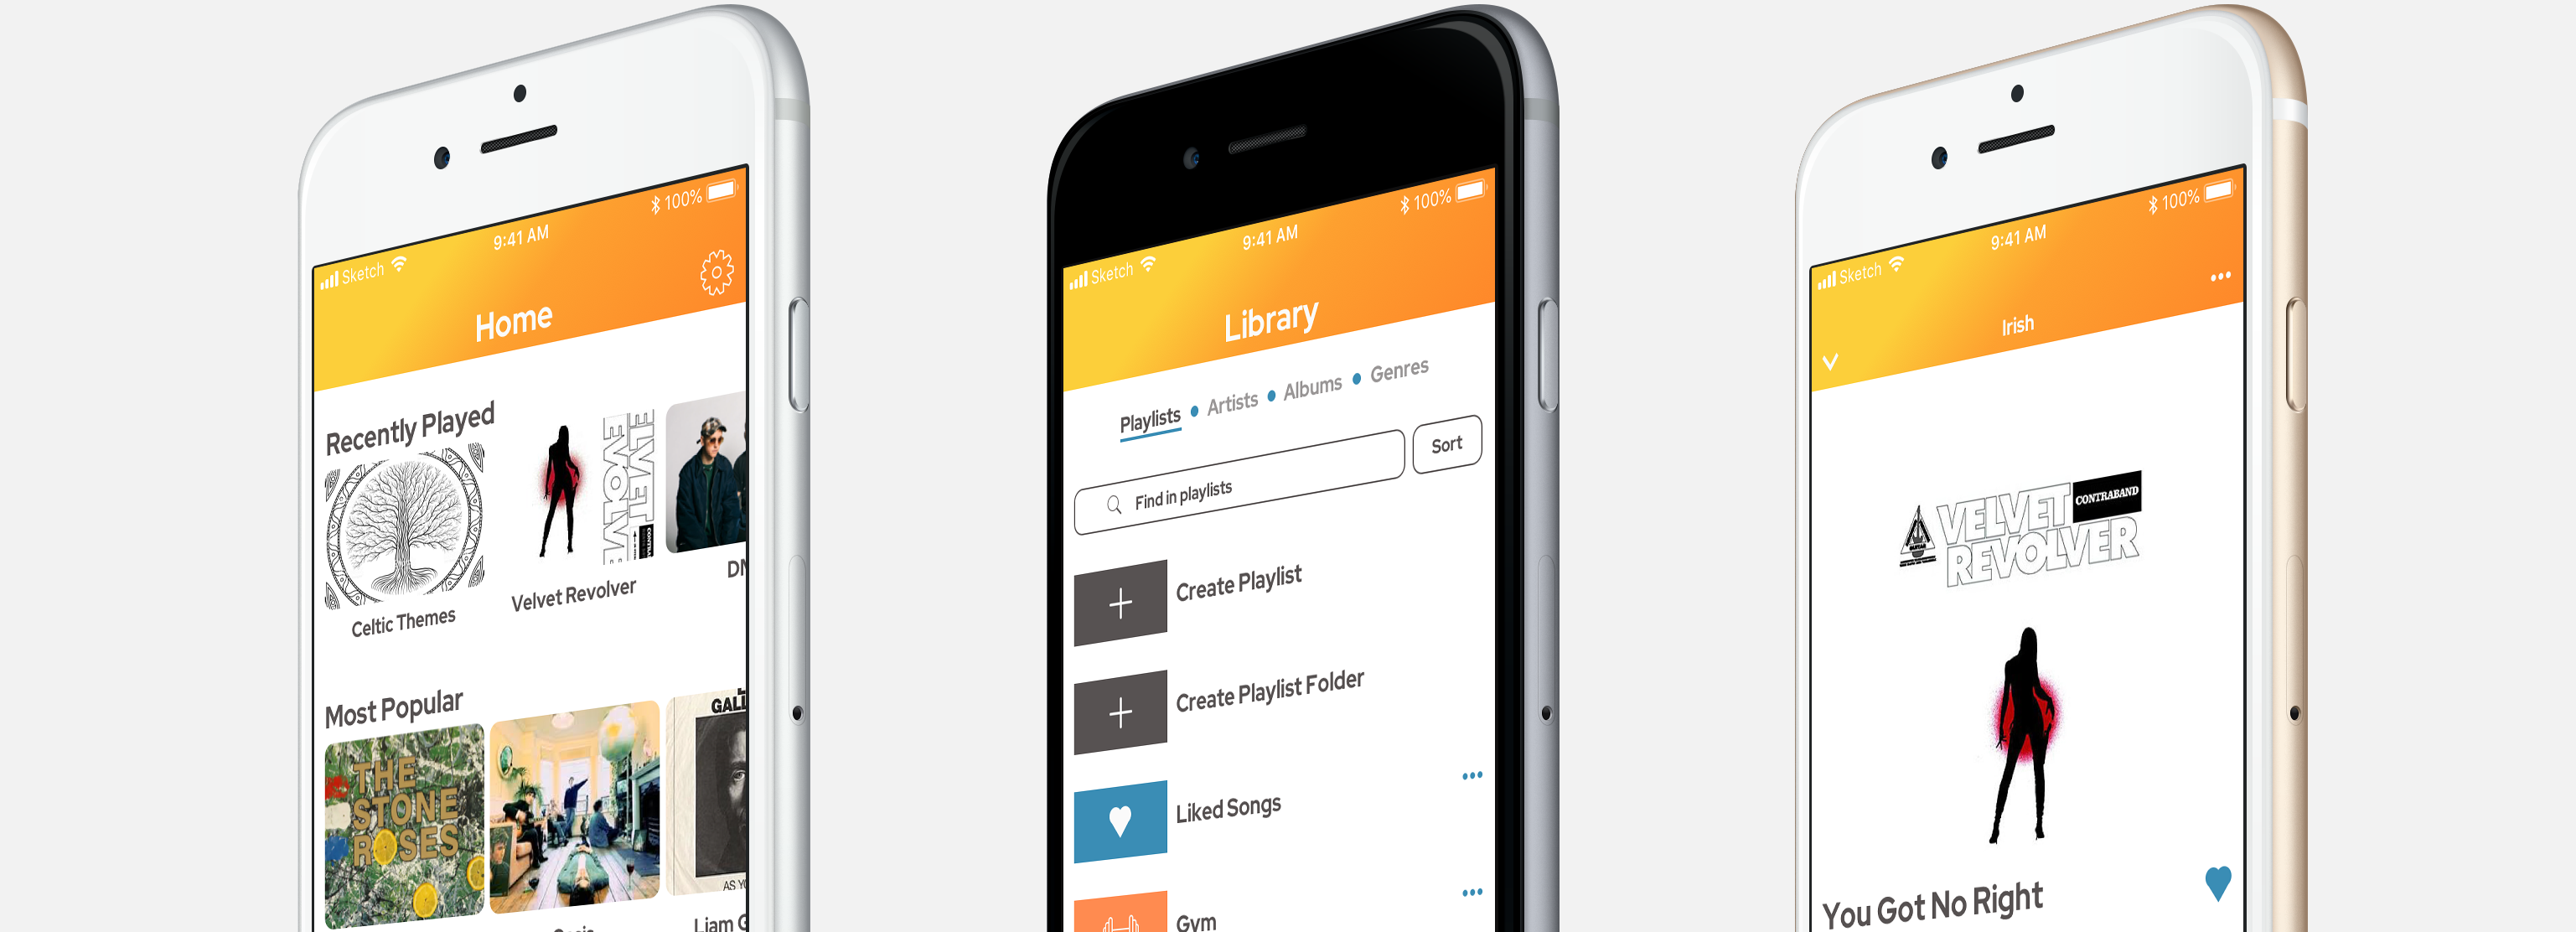 100%
9:41 AM
Sketch
Home
Recently Played
VELVET
REVOLVE
Celtic Themes
Velvet Revolver
Most Popular
THE
STONE
ROSES
GALL
AS YO
Liam G
100%
9:41 AM
Sketch
Library
Playlists • Artists • Albums • Genres
Find in playlists
Sort
Create Playlist
Create Playlist Folder
Liked Songs
Gym
100%
9:41 AM
Sketch
Irish
VELVET
CONTRABAND
REVOLVER
You Got No Right